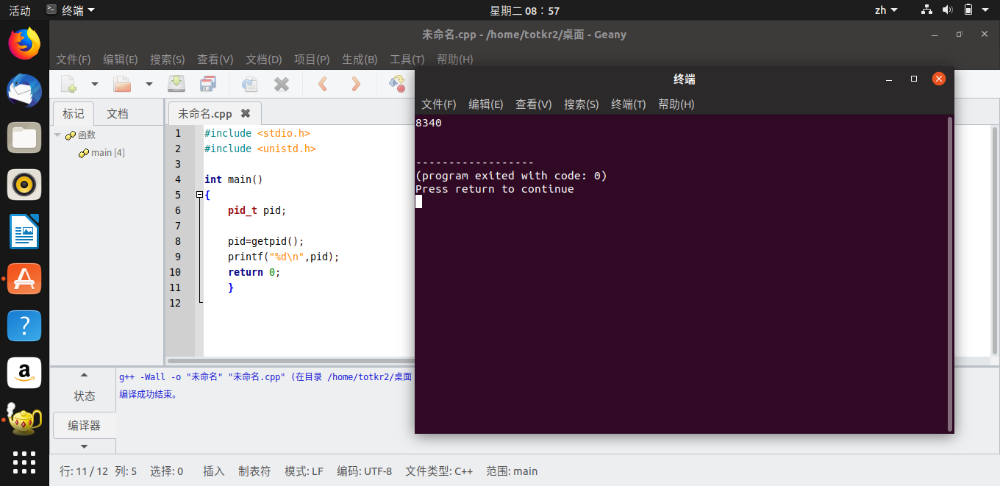 活动 终端 星期二 08：57 zh
未命名.cpp - /home/totkr2/桌面 - Geany
文件(F) 编辑(E) 搜索(S) 查看(V) 文档(D) 项目(P) 生成(B) 工具(T) 帮助(H)
标记 文档
函数
main [4]
未命名.cpp
1 #include <stdio.h>
2 #include <unistd.h>
3
4 int main()
5 {
6 pid_t pid;
7
8 pid=getpid();
9 printf("%d\n",pid);
10 return 0;
11 }
12
终端
文件(F) 编辑(E) 查看(V) 搜索(S) 终端(T) 帮助(H)
8340
------------------
(program exited with code: 0)
Press return to continue
状态
编译器
g++ -Wall -o "未命名" "未命名.cpp" (在目录 /home/totkr2/桌面
编译成功结束。
行: 11 / 12 列: 5 选择: 0 插入 制表符 模式: LF 编码: UTF-8 文件类型: C++ 范围: main